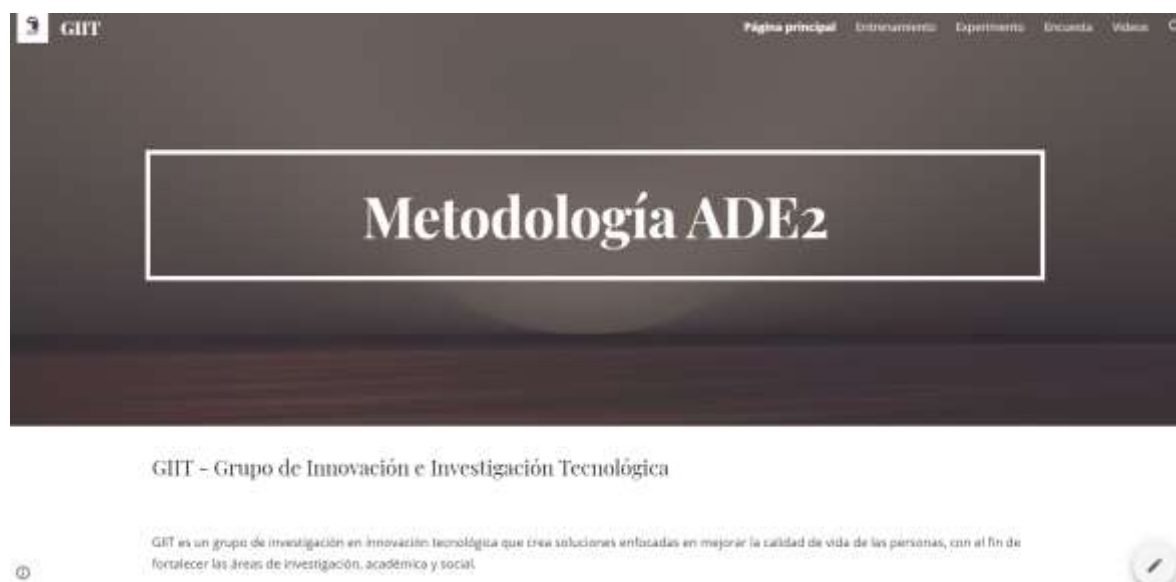 GIIT
Página principal Entrenamiento Experimento Encuesta Videos
Metodología ADE2
GIIT - Grupo de Innovación e Investigación Tecnológica
GIIT es un grupo de investigación en innovación tecnológica que crea soluciones enfocadas en mejorar la calidad de vida de las personas, con el fin de
fortalecer las áreas de investigación, académica y social.